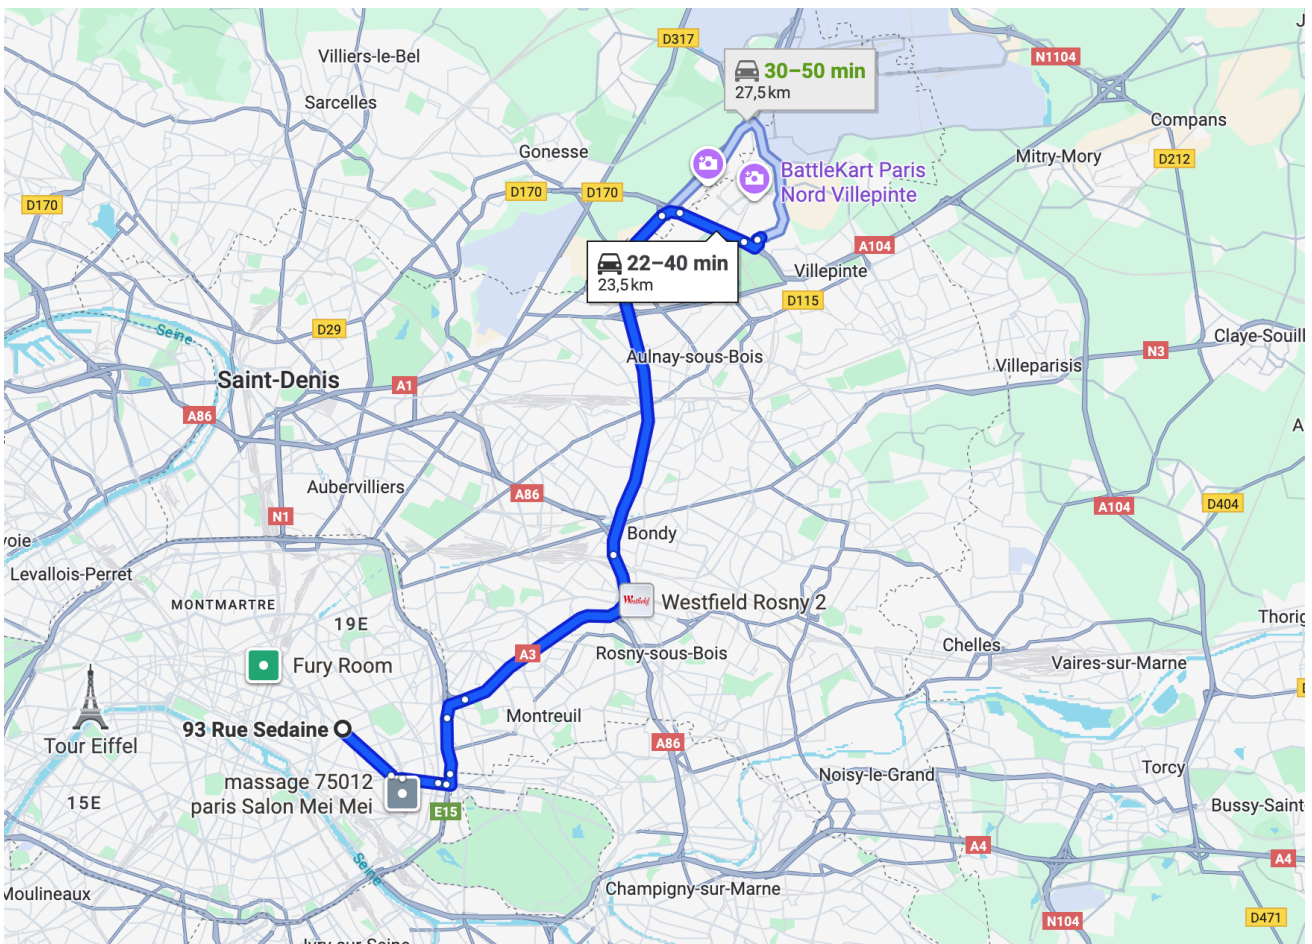 D317
N1104
Villiers-le-Bel
30–50 min
27,5 km
Sarcelles
Compans
Gonesse
Mitry-Mory
D212
BattleKart Paris
Nord Villepinte
D170
D170
D170
A104
22–40 min
23,5 km
Villepinte
D115
Seine
D29
Claye-Souill
N3
Aulnay-sous-Bois
Villeparisis
Saint-Denis
A1
A86
Aubervilliers
A86
A104
D404
N1
Bondy
voie
Levallois-Perret
MONTMARTRE
Westfield
Westfield Rosny 2
19E
Thorig
Chelles
A3
Rosny-sous-Bois
Vaires-sur-Marne
Fury Room
Montreuil
93 Rue Sedaine
Tour Eiffel
A86
Torcy
Noisy-le-Grand
massage 75012
paris Salon Mei Mei
15E
E15
Bussy-Saint
A4
A4
Seine
Champigny-sur-Marne
Moulineaux
N104
D471
Ivry-sur-Seine